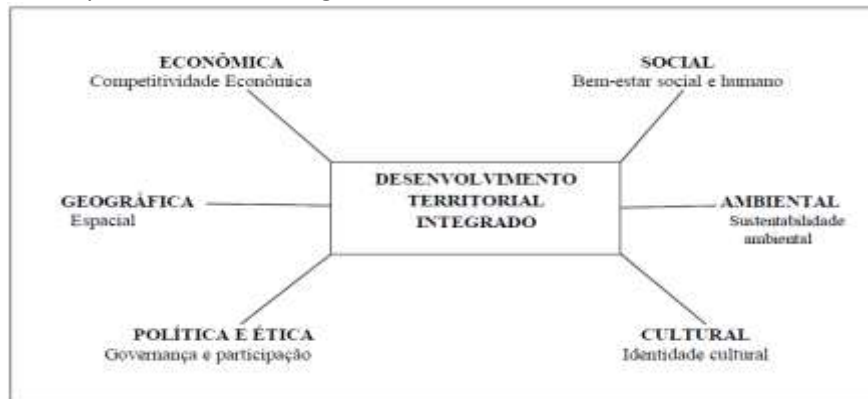 ECONÔMICA
Competitividade Econômica
SOCIAL
Bem-estar social e humano
DESENVOLVIMENTO
TERRITORIAL
INTEGRADO
GEOGRÁFICA
Espacial
AMBIENTAL
Sustentabilidade
ambiental
POLÍTICA E ÉTICA
Governança e participação
CULTURAL
Identidade cultural